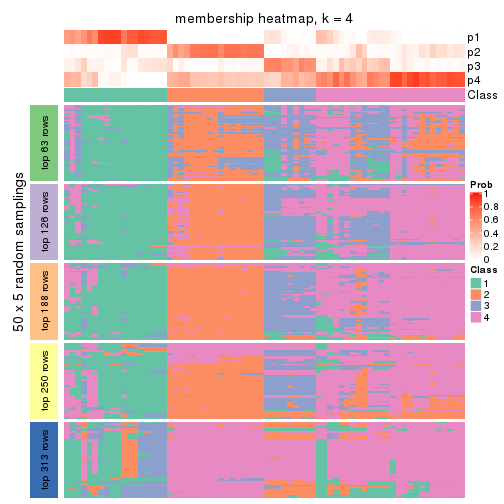 membership heatmap, k = 4
p1
p2
p3
p4
Class
50 x 5 random samplings
top 63 rows
top 126 rows
top 188 rows
top 250 rows
top 313 rows
Prob
1
0.8
0.6
0.4
0.2
0
Class
1
2
3
4